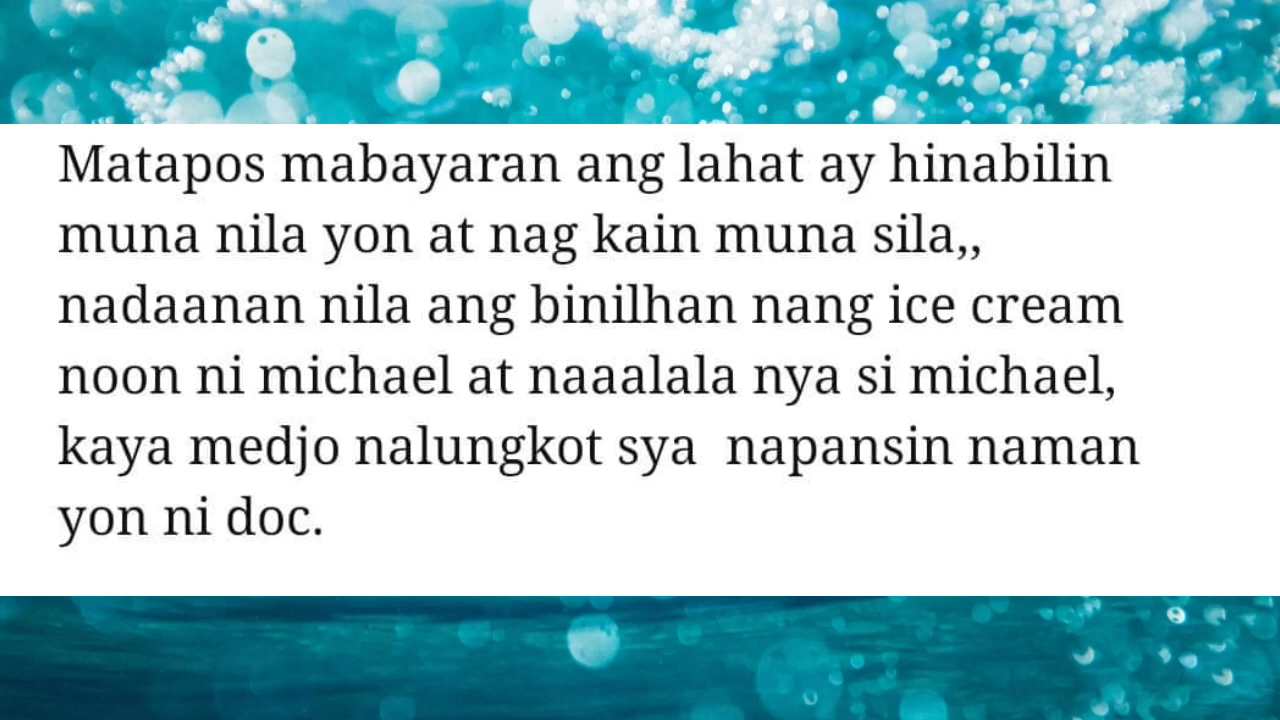 Matapos mabayaran ang lahat ay hinabilin
muna nila yon at nag kain muna sila,,
nadaanan nila ang binilhan nang ice cream
noon ni michael at naaalala nya si michael,
kaya medjo nalungkot sya  napansin naman
yon ni doc.